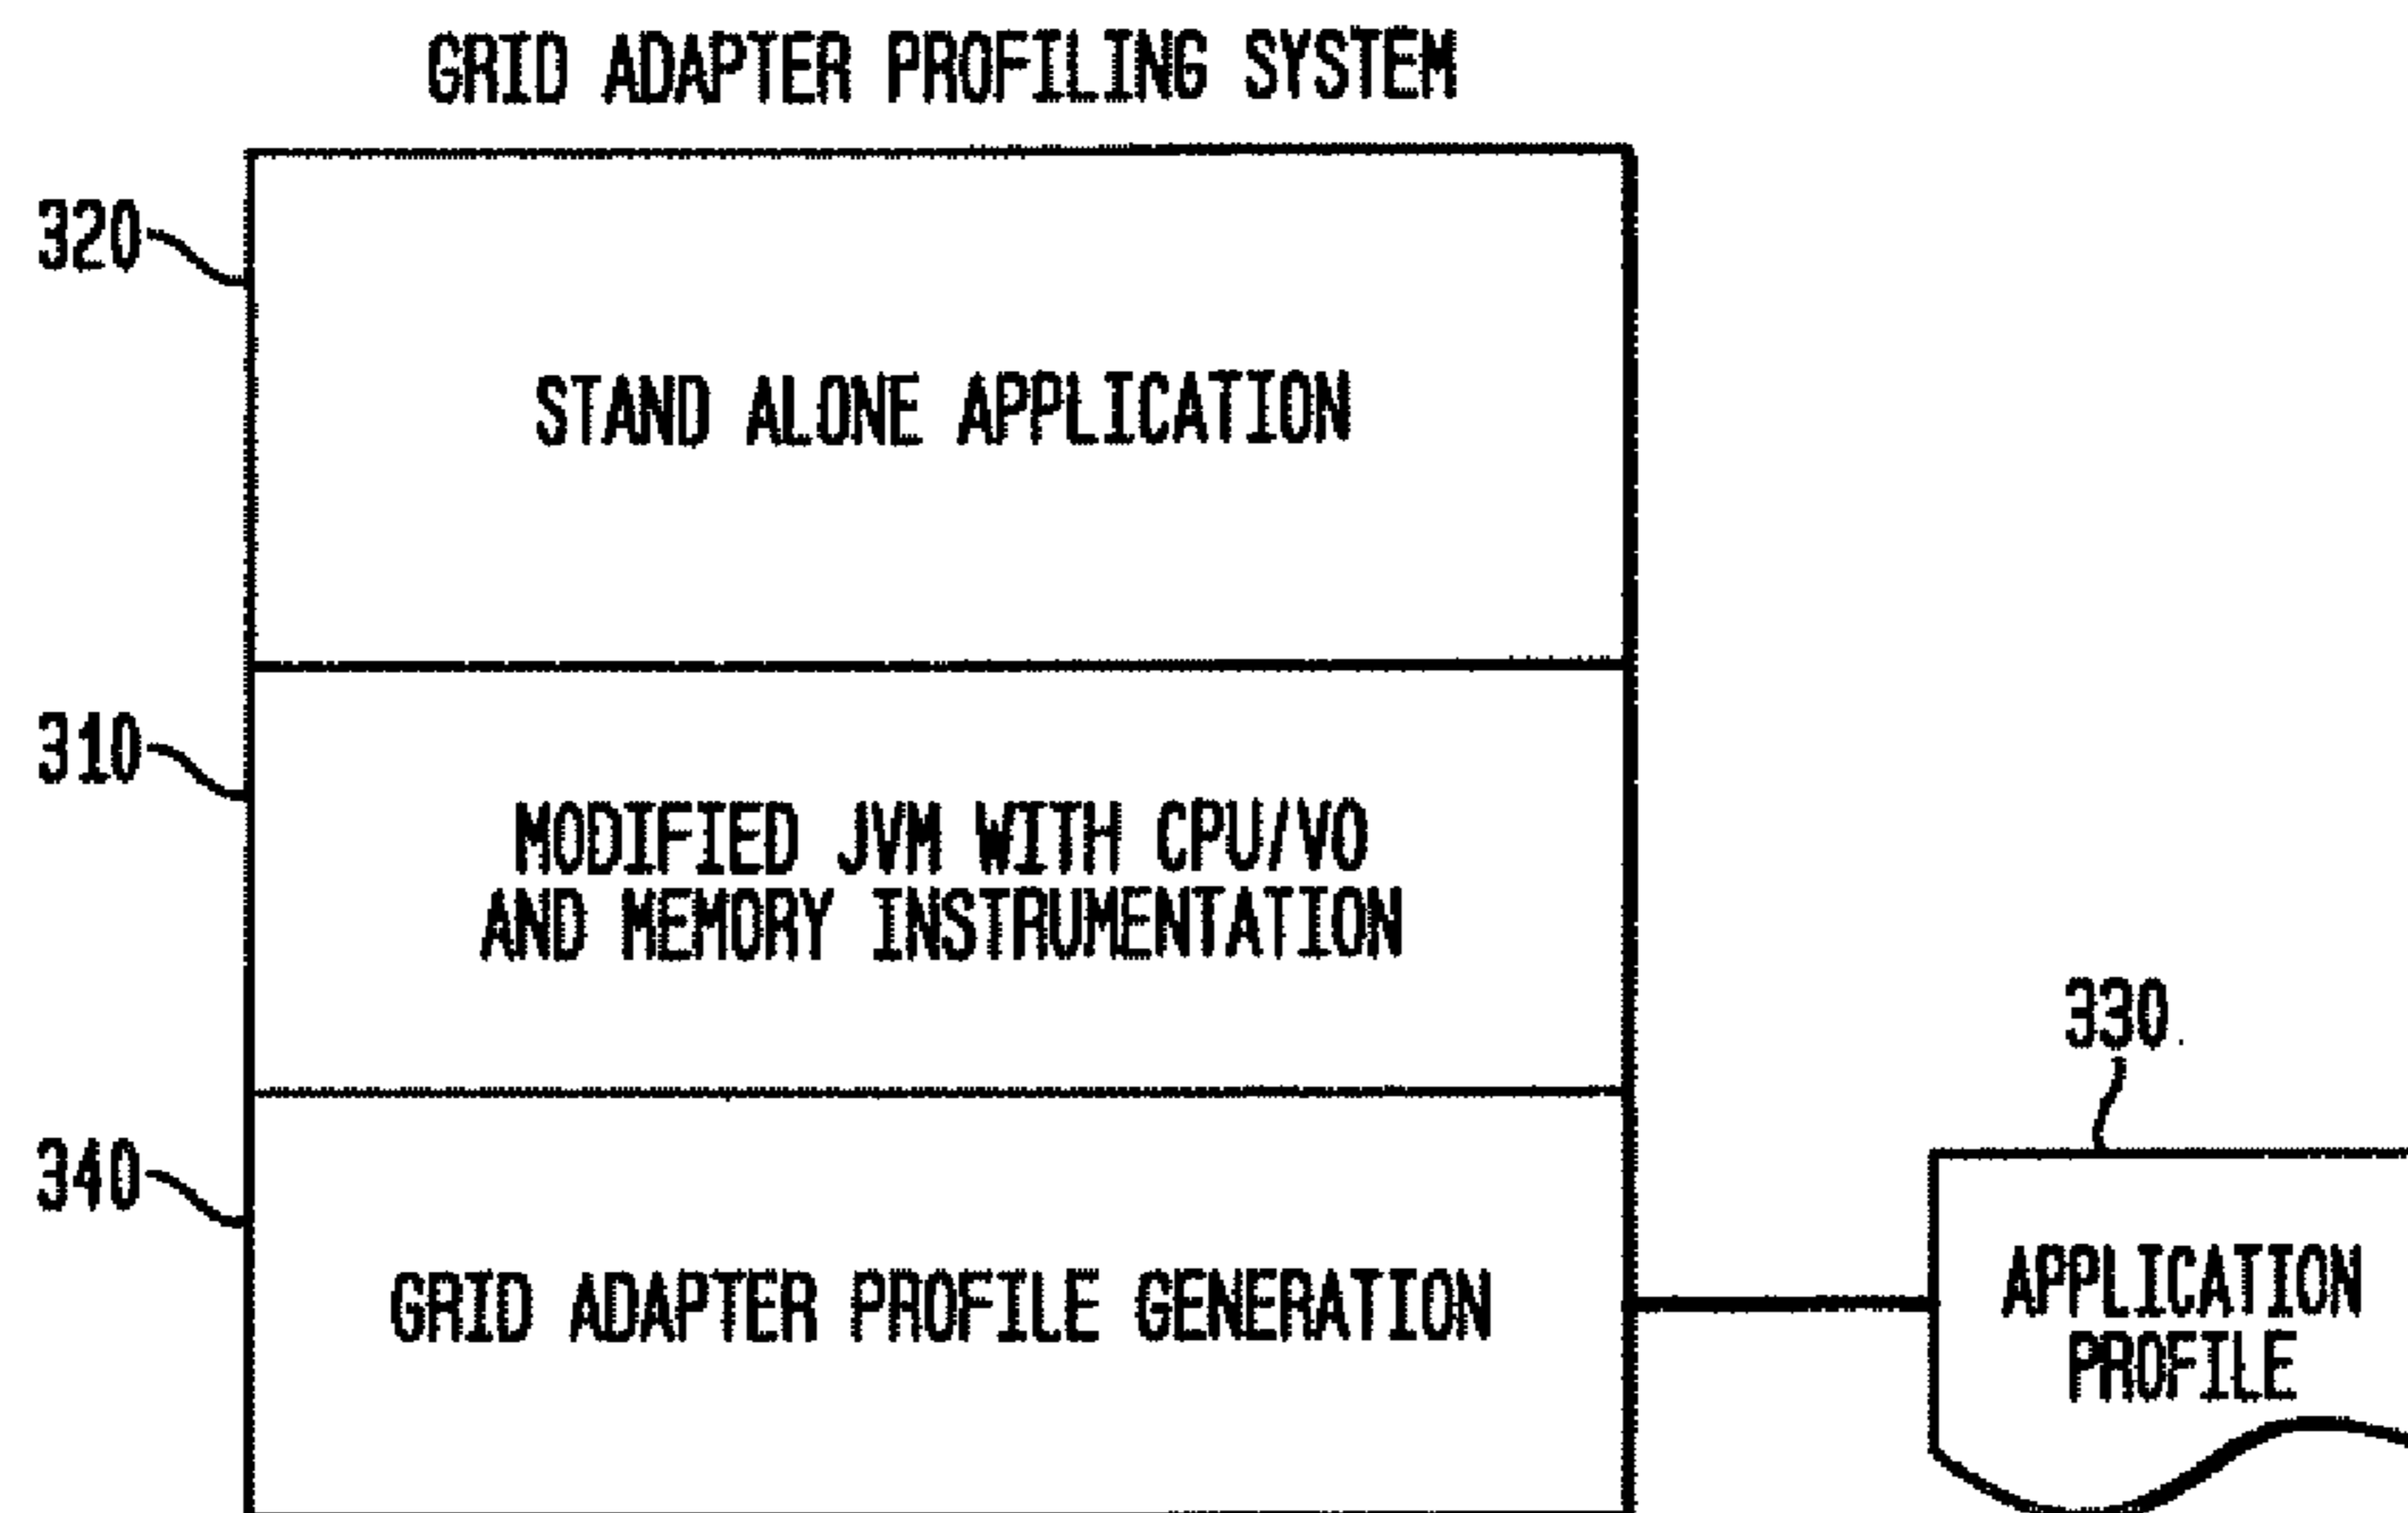 GRID ADAPTER PROFILING SYSTEM
320
STAND ALONE APPLICATION
310
MODIFIED JVM WITH CPU/VO
AND MEMORY INSTRUMENTATION
330
340
GRID ADAPTER PROFILE GENERATION
APPLICATION
PROFILE